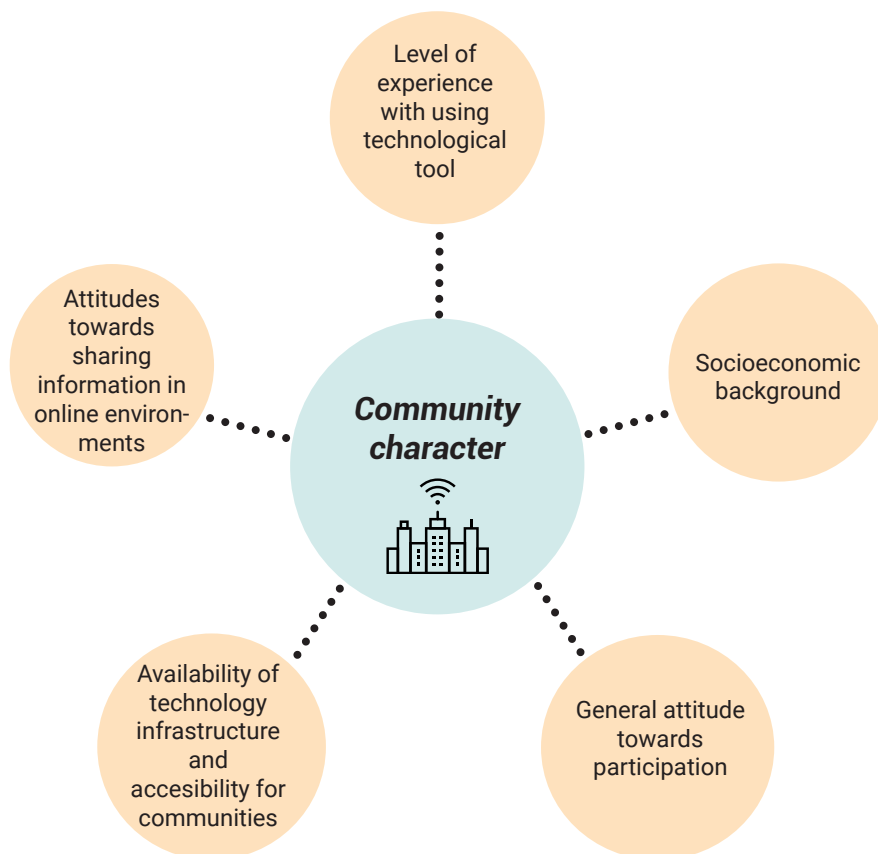 Level of
experience
with using
technological
tool
Attitudes
towards
sharing
information in
online environ-
ments
Socioeconomic
background
Community
character
Availability of
technology
infrastructure
and
accesibility for
communities
General attitude
towards
participation